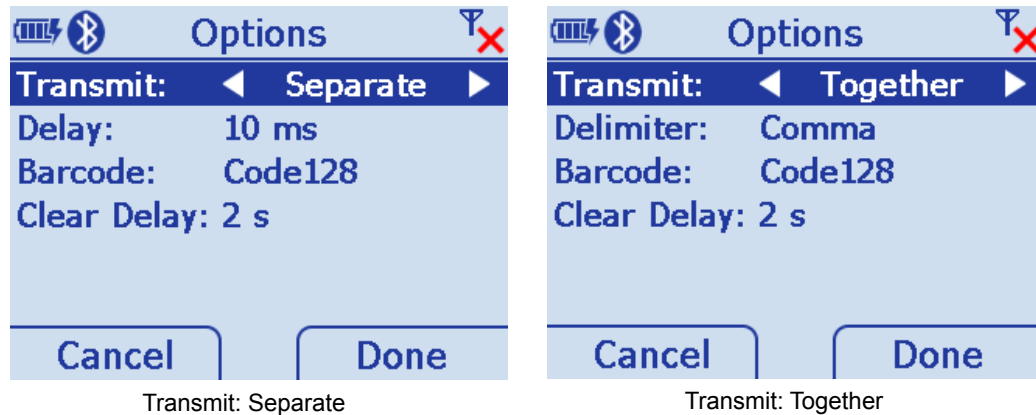 Options
Transmit: Separate
Delay: 10 ms
Barcode: Code128
Clear Delay: 2 s
Cancel Done
Transmit: Separate
Options
Transmit: Together
Delimiter: Comma
Barcode: Code128
Clear Delay: 2 s
Cancel Done
Transmit: Together